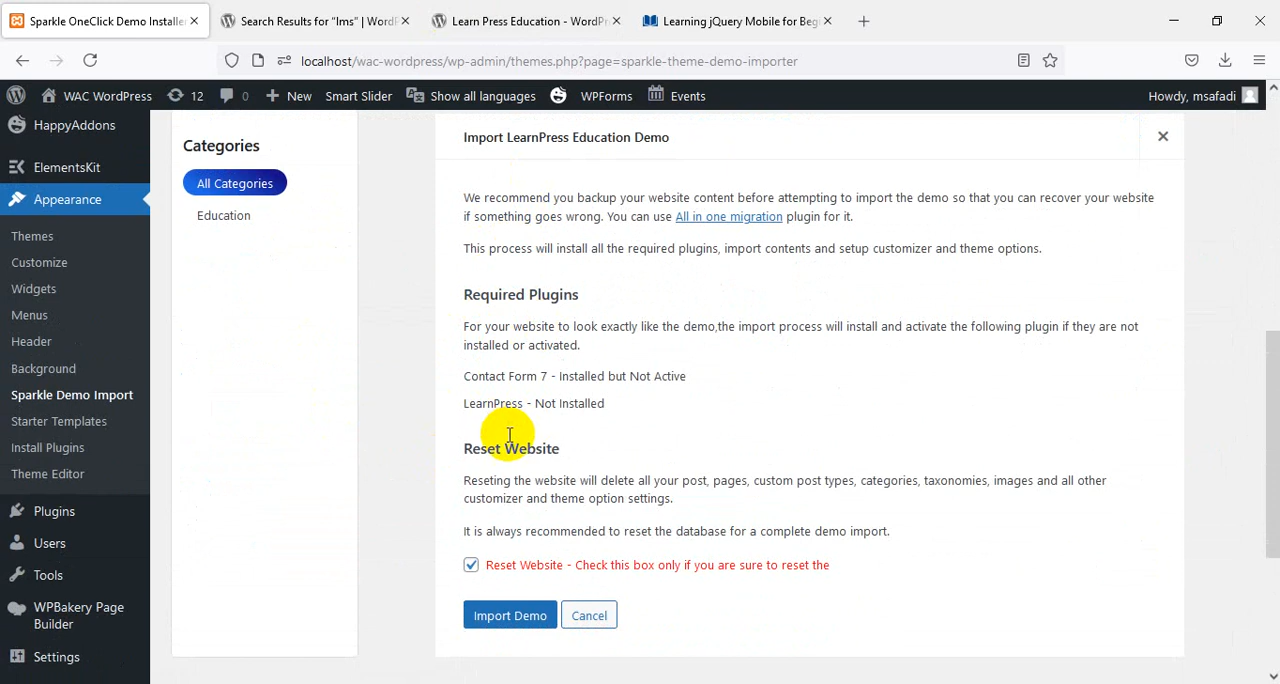 Sparkle OneClick Demo Installer
Search Results for "lms" | WordP
Learn Press Education - WordPr
Learning jQuery Mobile for Begi
localhost/wac-wordpress/wp-admin/themes.php?page=sparkle-theme-demo-importer
WAC WordPress
12
0
New
Smart Slider
Show all languages
WPForms
Events
Howdy, msafadi
HappyAddons
ElementsKit
Appearance
Themes
Customize
Widgets
Menus
Header
Background
Sparkle Demo Import
Starter Templates
Install Plugins
Theme Editor
Plugins
Users
Tools
WPBakery Page
Builder
Settings
Categories
All Categories
Education
Import LearnPress Education Demo
We recommend you backup your website content before attempting to import the demo so that you can recover your website
if something goes wrong. You can use All in one migration plugin for it.
This process will install all the required plugins, import contents and setup customizer and theme options.
Required Plugins
For your website to look exactly like the demo,the import process will install and activate the following plugin if they are not
installed or activated.
Contact Form 7 - Installed but Not Active
LearnPress - Not Installed
Reset Website
Reseting the website will delete all your post, pages, custom post types, categories, taxonomies, images and all other
customizer and theme option settings.
It is always recommended to reset the database for a complete demo import.
Reset Website - Check this box only if you are sure to reset the
Import Demo
Cancel